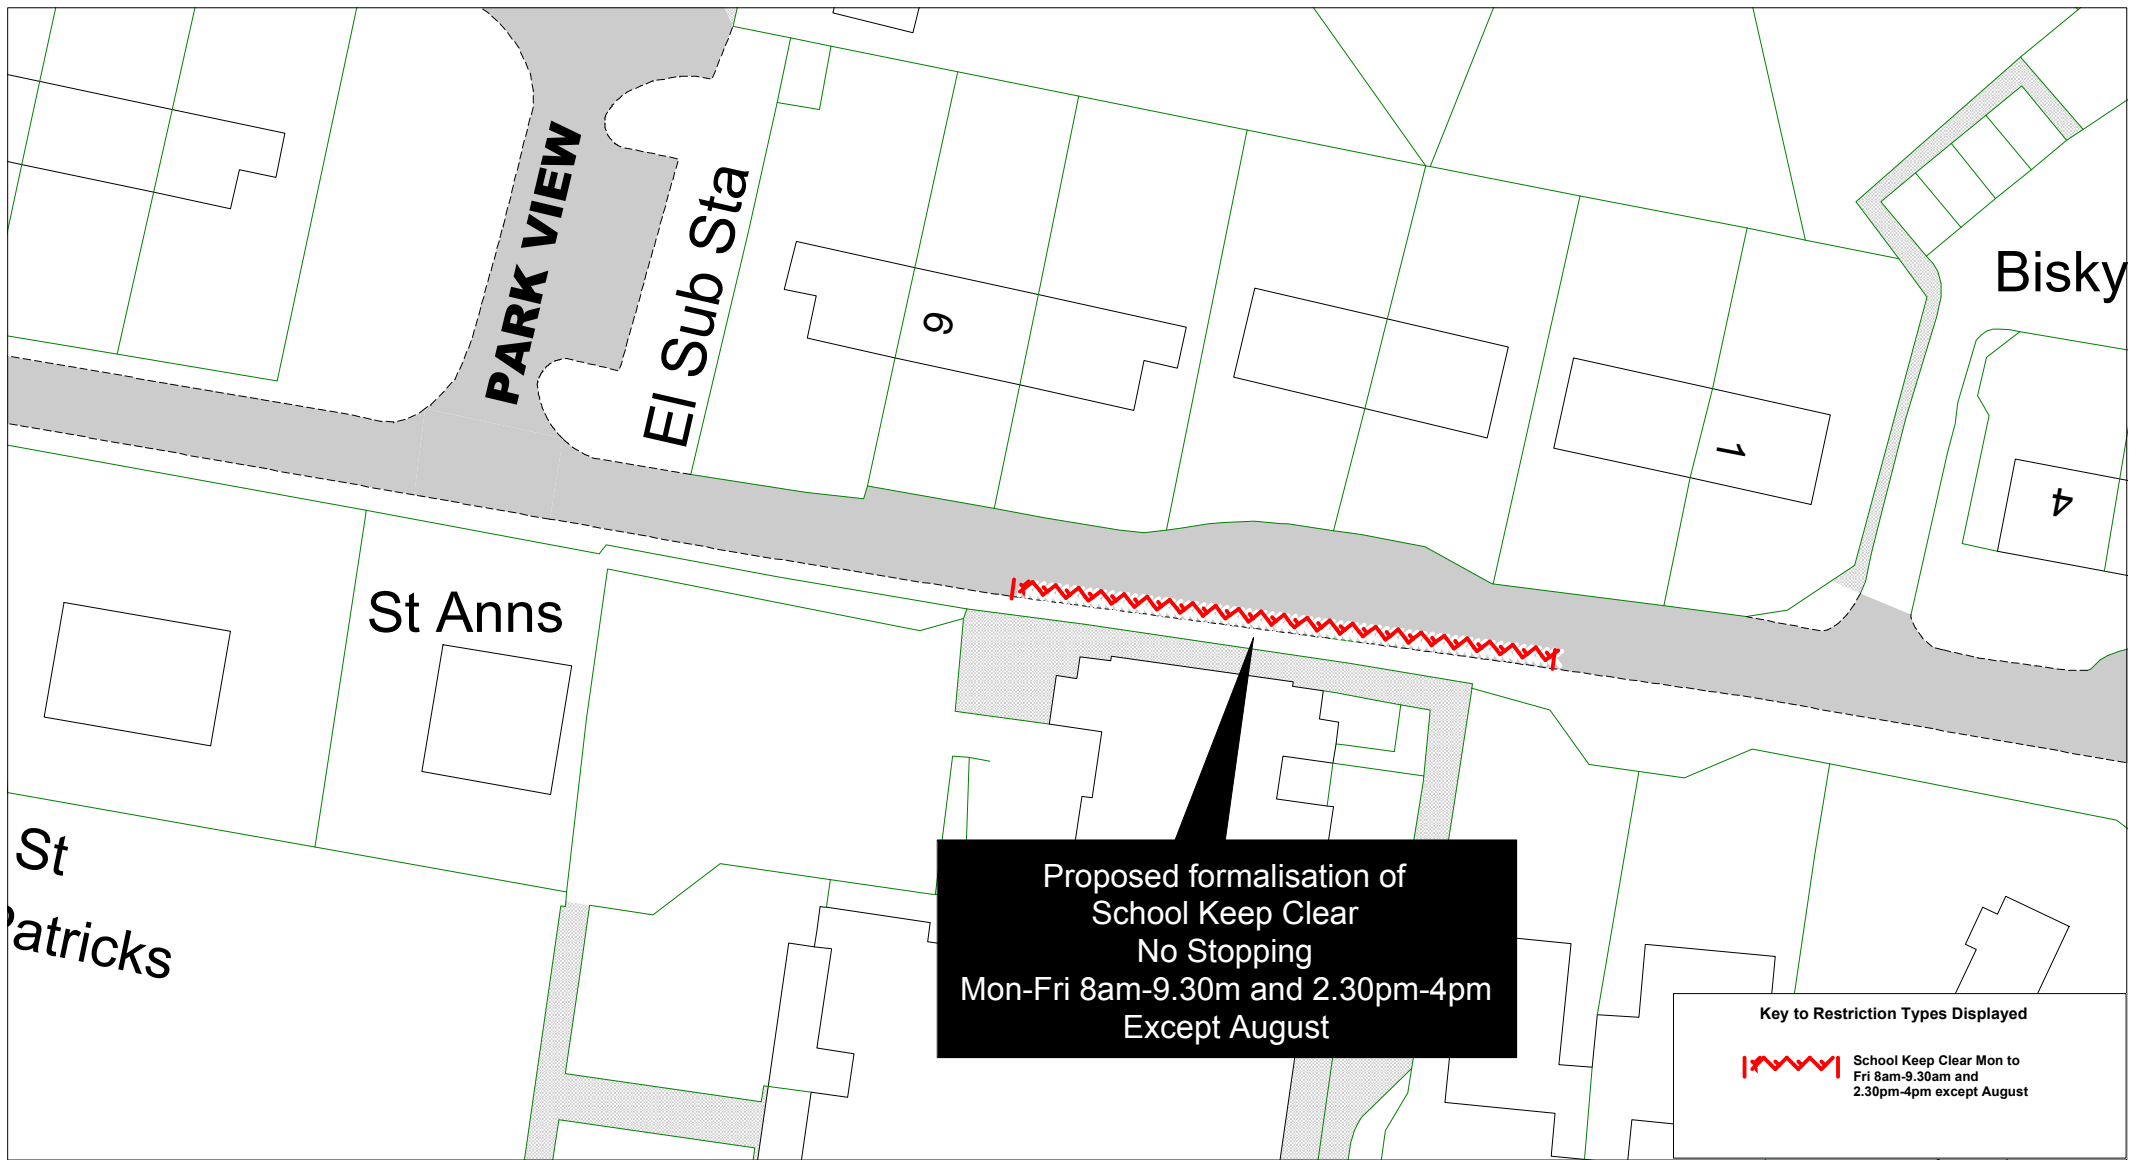 PARK VIEW
El Sub Sta
Bisky
6
1
4
St Anns
St
Patricks
Proposed formalisation of
School Keep Clear
No Stopping
Mon-Fri 8am-9.30m and 2.30pm-4pm
Except August
Key to Restriction Types Displayed
School Keep Clear Mon to
Fri 8am-9.30am and
2.30pm-4pm except August